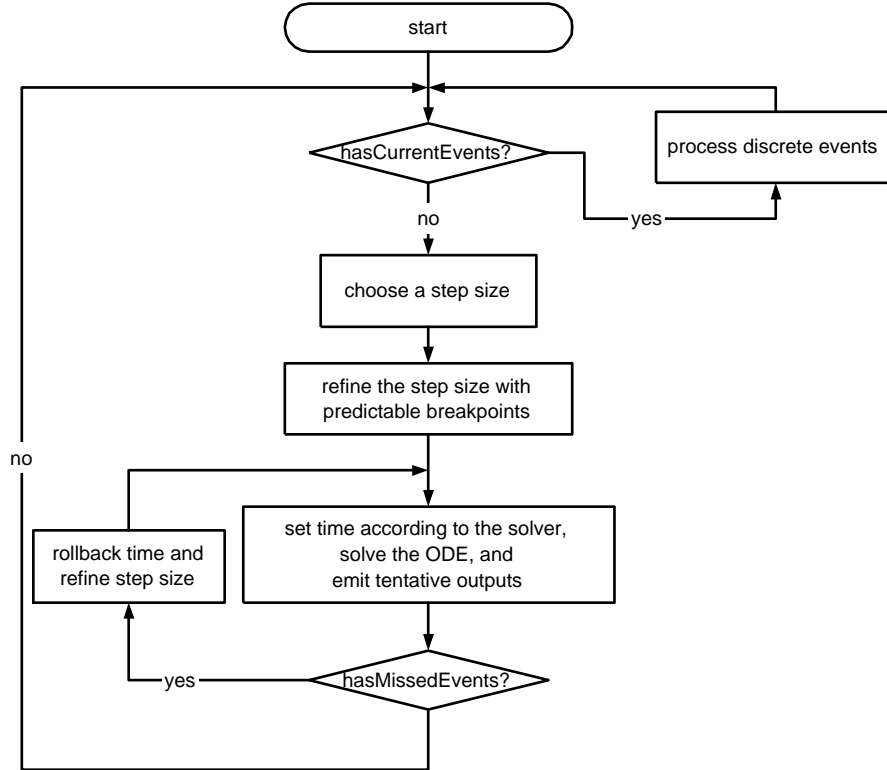 start
hasCurrentEvents?
process discrete events
yes
no
choose a step size
refine the step size with
predictable breakpoints
no
set time according to the solver,
solve the ODE, and
emit tentative outputs
rollback time and
refine step size
hasMissedEvents?
yes